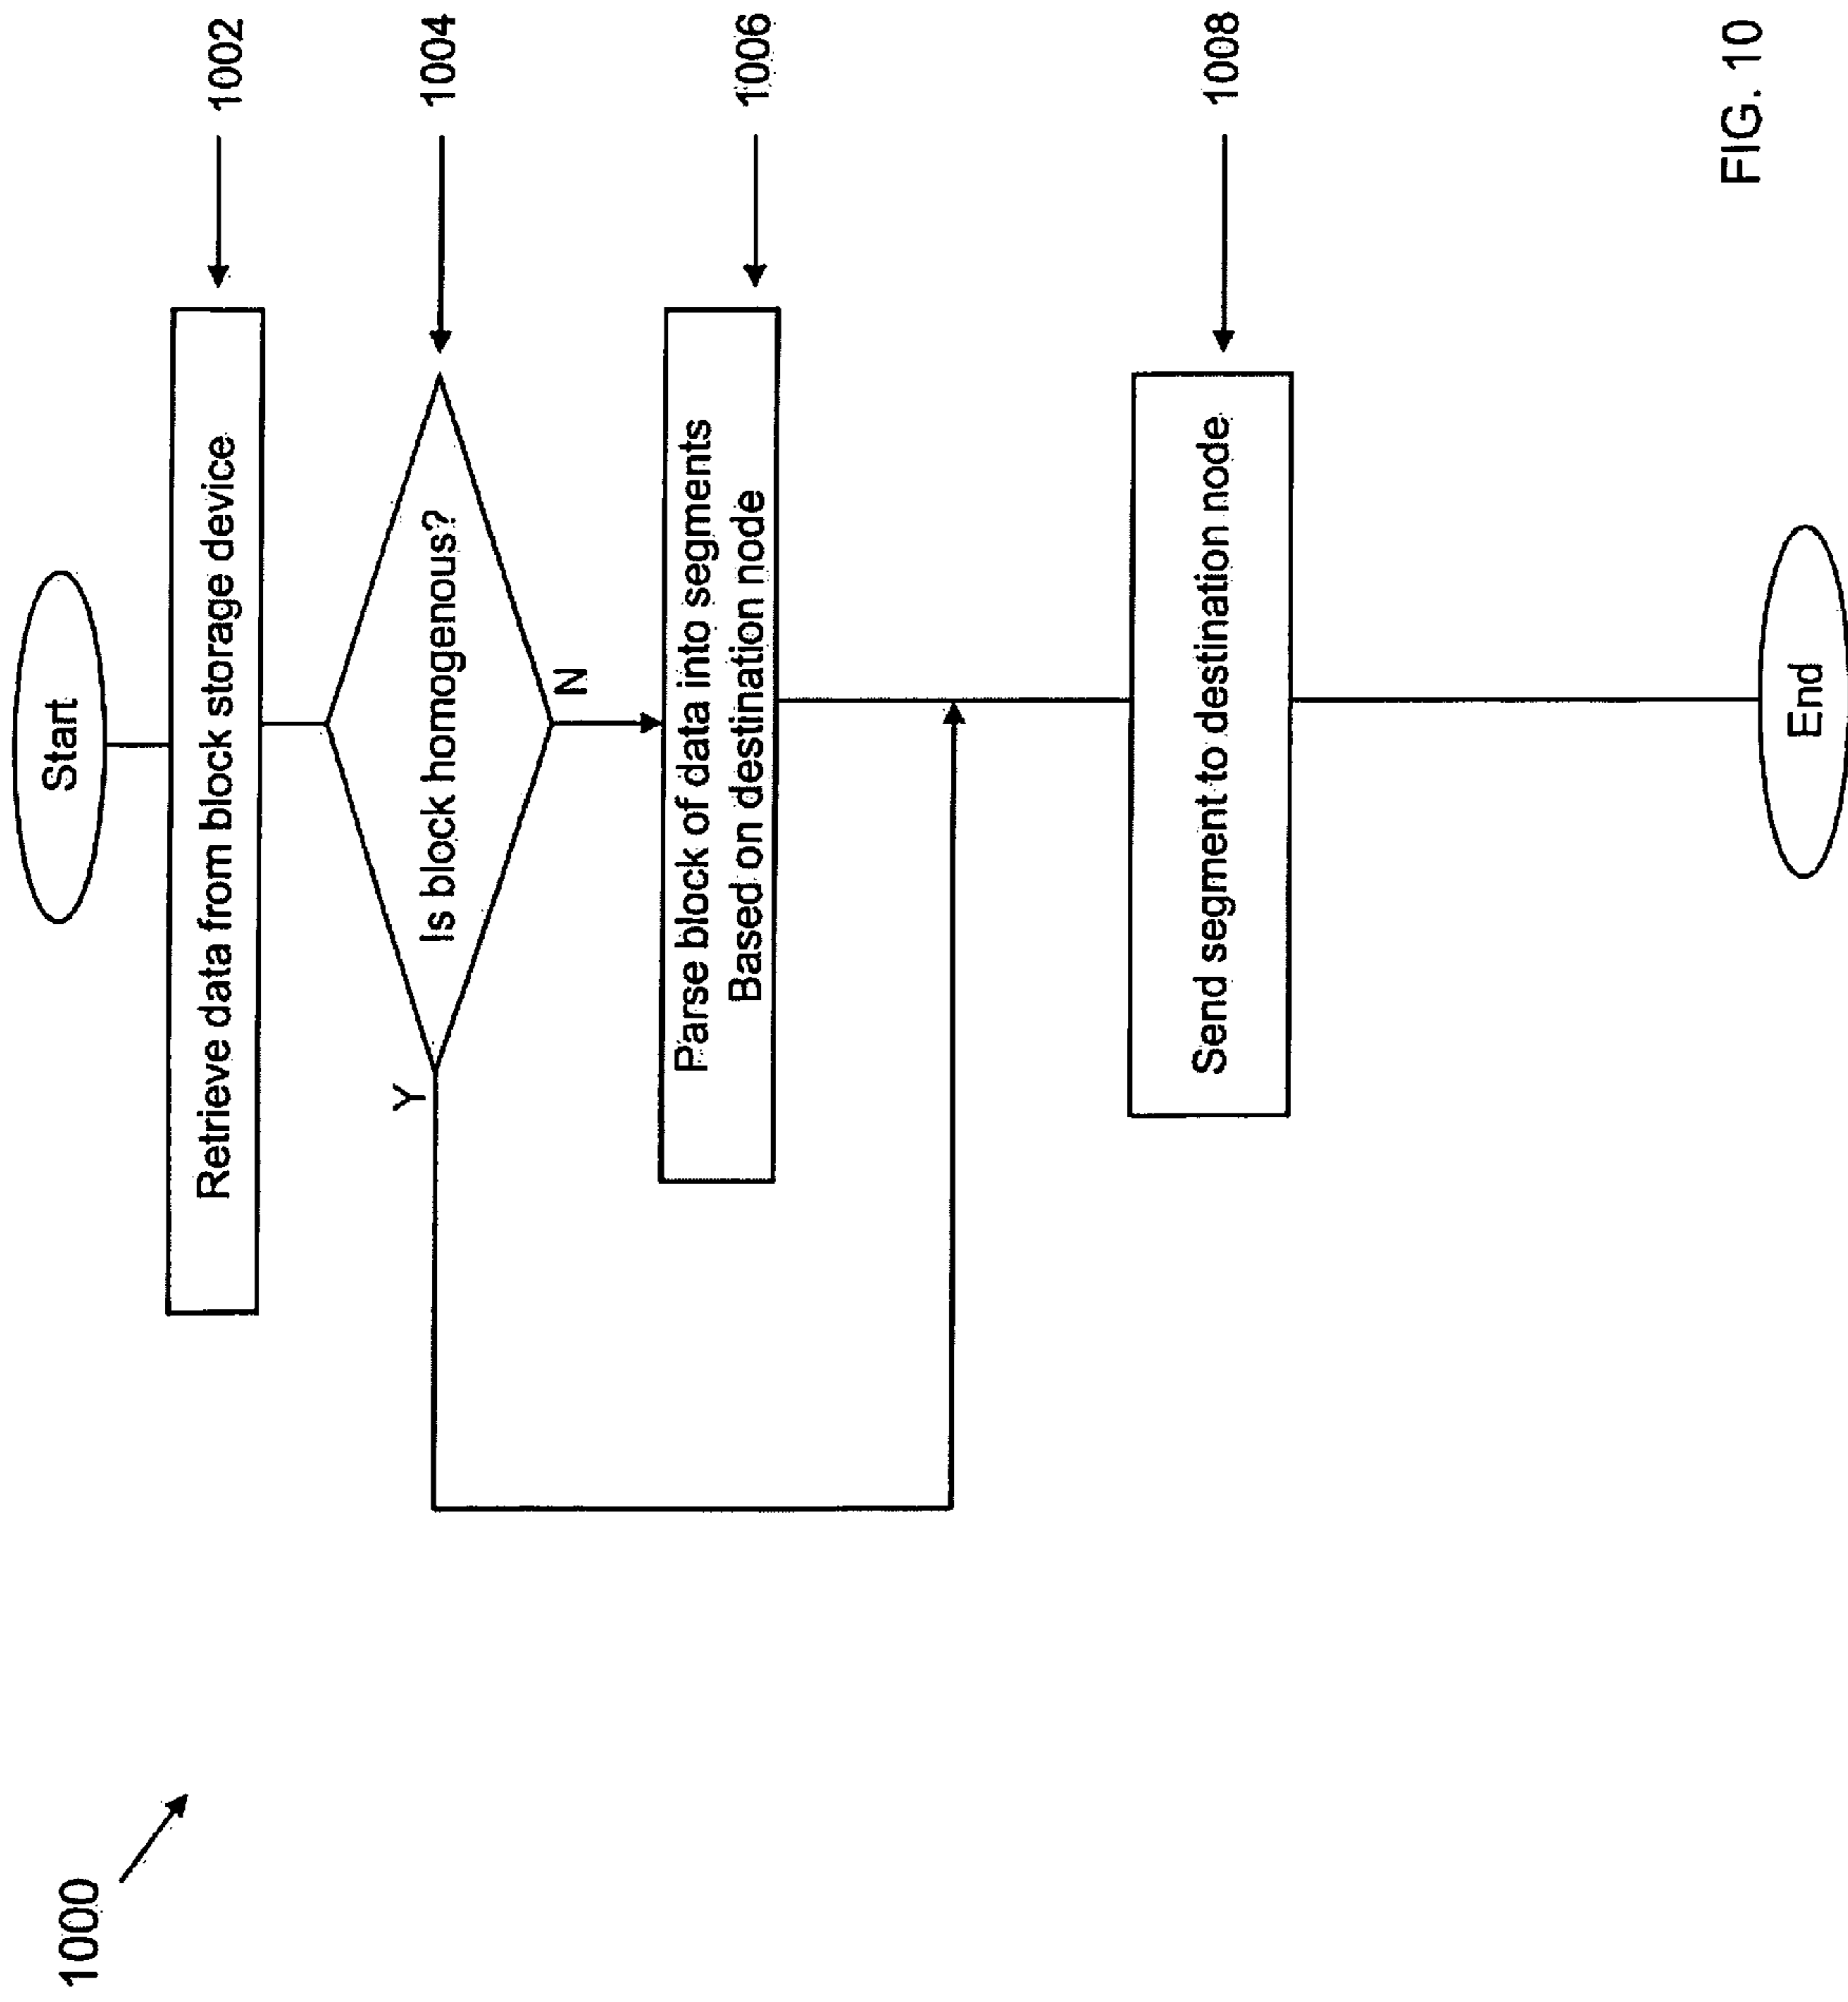 1000
Start
Retrieve data from block storage device
1002
Is block homogenous?
1004
Y
N
Parse block of data into segments
Based on destination node
1006
Send segment to destination node
1008
End
FIG. 10